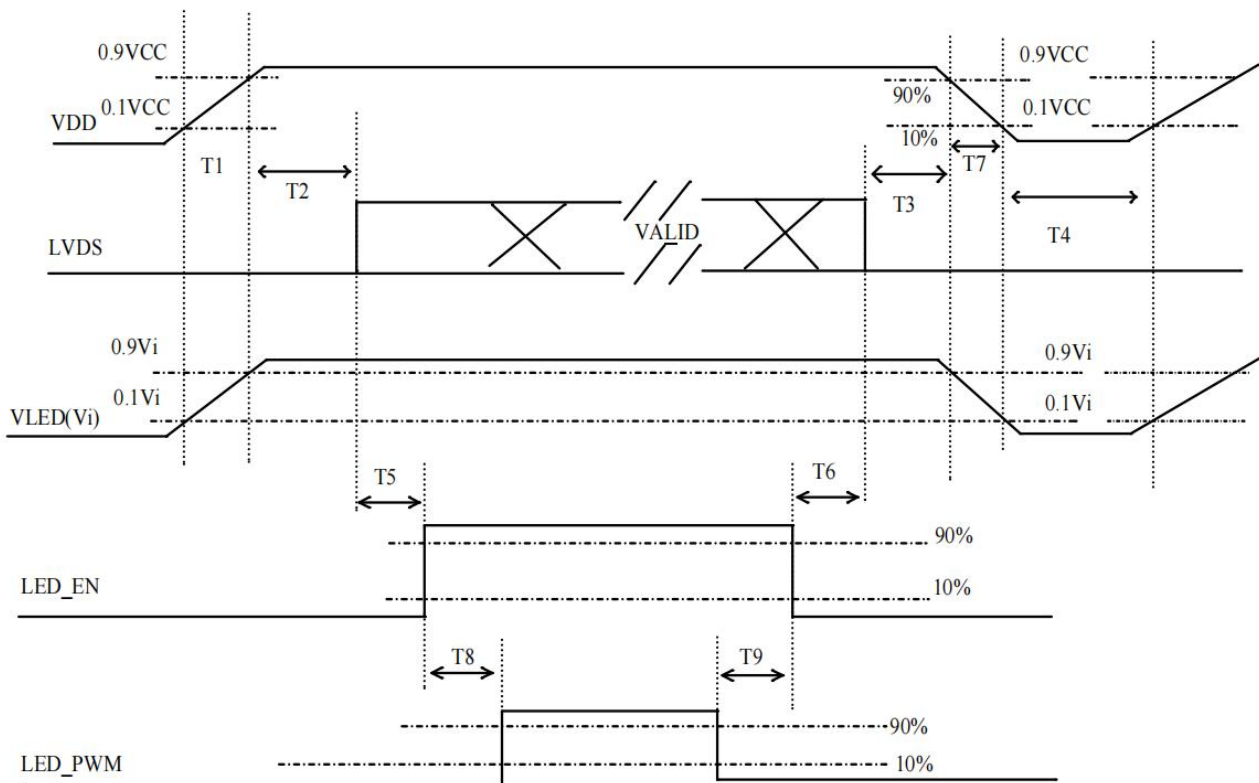 0.9VCC
0.9VCC
90%
0.1VCC
0.1VCC
VDD
10%
T1
T7
T2
T3
T4
VALID
LVDS
0.9Vi
0.9Vi
0.1Vi
0.1Vi
VLED(Vi)
T5
T6
90%
LED_EN
10%
T8
T9
90%
LED_PWM
10%